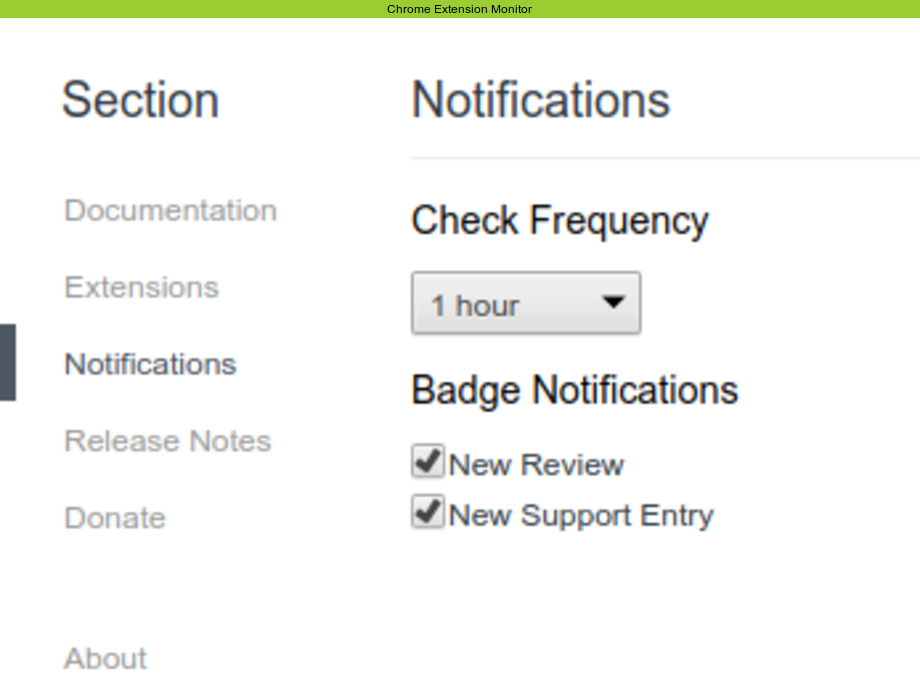 Chrome Extension Monitor
Section
Documentation
Extensions
Notifications
Release Notes
Donate
About
Notifications
Check Frequency
1 hour
Badge Notifications
New Review
New Support Entry